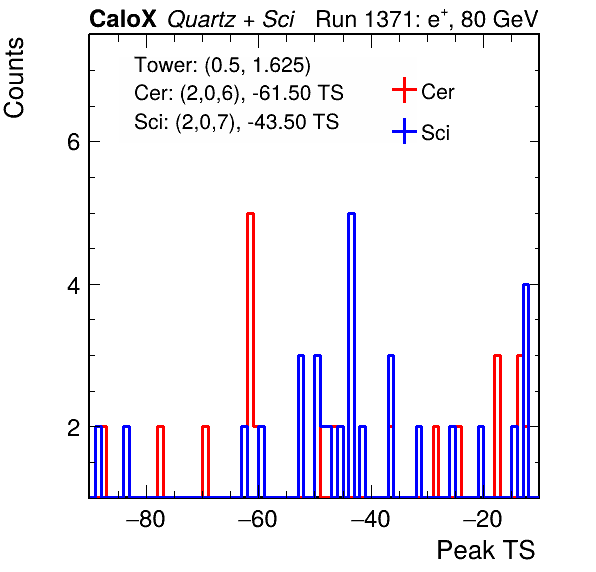 CaloX Quartz + Sci Run 1371: e+, 80 GeV
Counts
Tower: (0.5, 1.625)
Cer: (2,0,6), -61.50 TS
Sci: (2,0,7), -43.50 TS
Cer
Sci
6
4
2
−80 −60 −40 −20
Peak TS